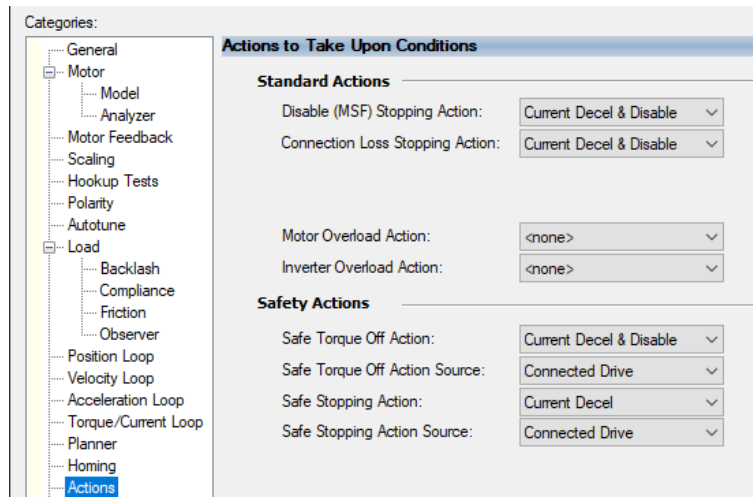 Categories:
General
Motor
Model
Analyzer
Motor Feedback
Scaling
Hookup Tests
Polarity
Autotune
Load
Backlash
Compliance
Friction
Observer
Position Loop
Velocity Loop
Acceleration Loop
Torque/Current Loop
Planner
Homing
Actions
Actions to Take Upon Conditions
Standard Actions
Disable (MSF) Stopping Action: Current Decel & Disable
Connection Loss Stopping Action: Current Decel & Disable
Motor Overload Action: <none>
Inverter Overload Action: <none>
Safety Actions
Safe Torque Off Action: Current Decel & Disable
Safe Torque Off Action Source: Connected Drive
Safe Stopping Action: Current Decel
Safe Stopping Action Source: Connected Drive